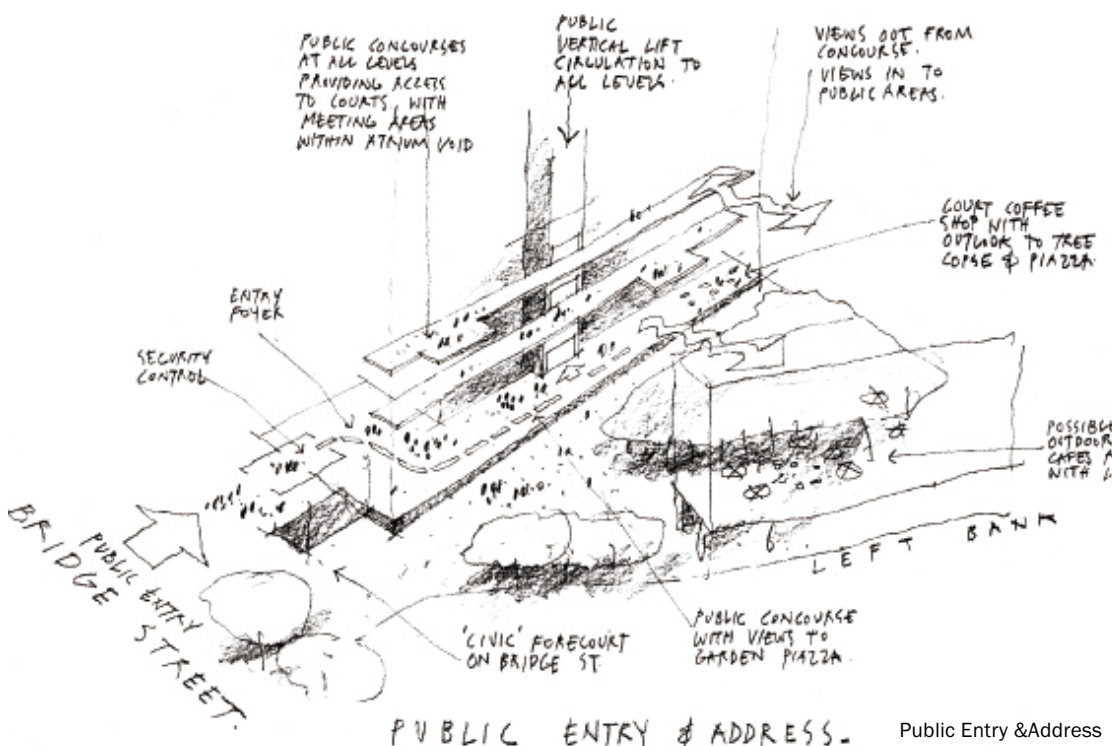 PUBLIC CONCOURSES
AT ALL LEVELS
PROVIDING ACCESS
TO COURTS, WITH
MEETING AREAS
WITHIN ATRIUM VOID
PUBLIC
VERTICAL LIFT
CIRCULATION TO
ALL LEVELS.
VIEWS OUT FROM
CONCOURSE.
VIEWS IN TO
PUBLIC AREAS.
COURT COFFEE
SHOP WITH
OUTLOOK TO TREE
COPSE & PIAZZA
ENTRY
FOYER
SECURITY
CONTROL
POSSIBLE
OUTDOOR
CAFES
WITH
LEFT BANK
BRIDGE STREET.
PUBLIC ENTRY
'CIVIC' FORECOURT
ON BRIDGE ST.
PUBLIC CONCOURSE
WITH VIEWS TO
GARDEN PIAZZA.
PUBLIC ENTRY & ADDRESS.
Public Entry &Address